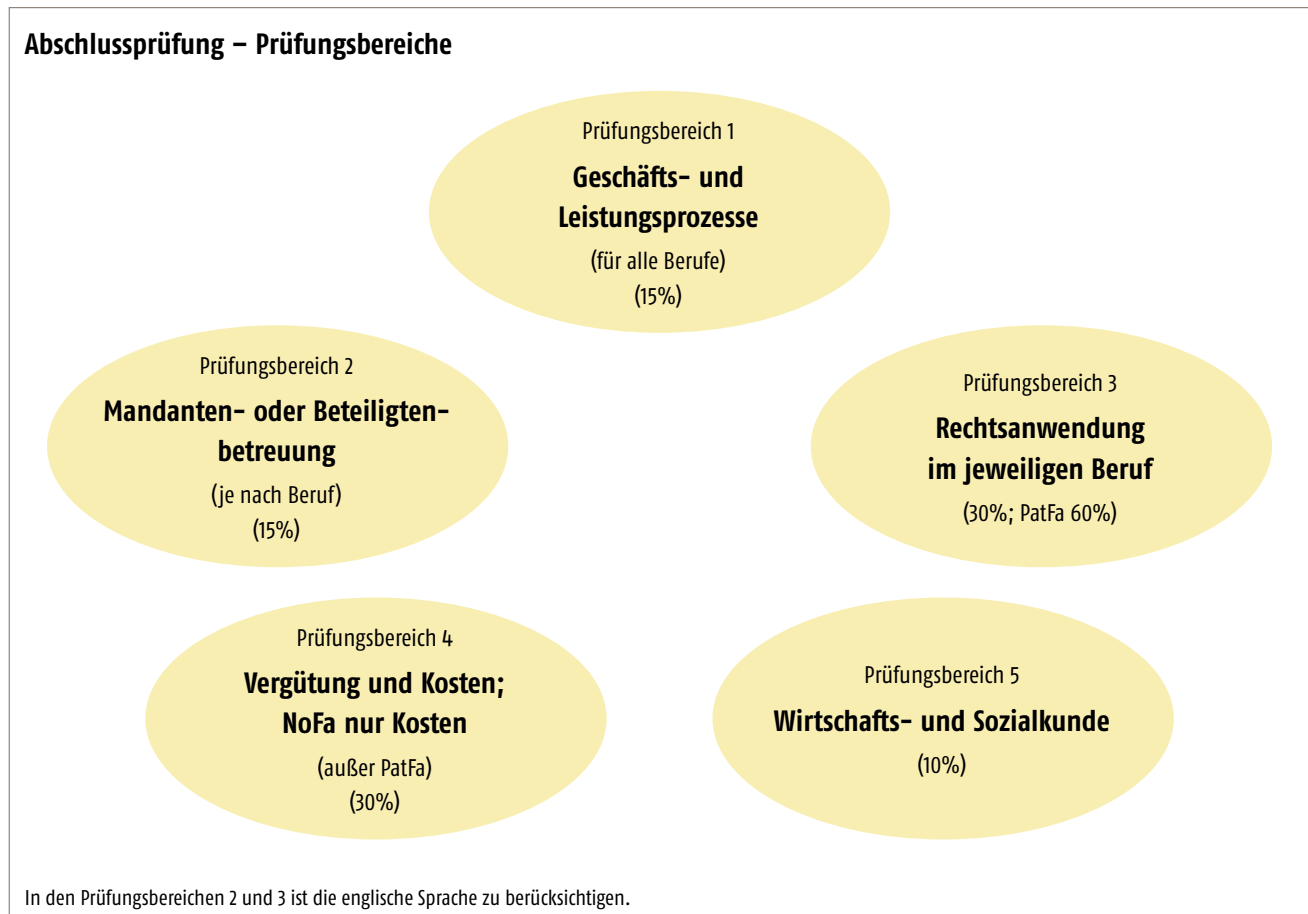 Abschlussprüfung – Prüfungsbereiche
Prüfungsbereich 1
Geschäfts- und
Leistungsprozesse
(für alle Berufe)
(15%)
Prüfungsbereich 2
Mandanten- oder Beteiligten-
betreuung
(je nach Beruf)
(15%)
Prüfungsbereich 3
Rechtsanwendung
im jeweiligen Beruf
(30%; PatFa 60%)
Prüfungsbereich 4
Vergütung und Kosten;
NoFa nur Kosten
(außer PatFa)
(30%)
Prüfungsbereich 5
Wirtschafts- und Sozialkunde
(10%)
In den Prüfungsbereichen 2 und 3 ist die englische Sprache zu berücksichtigen.